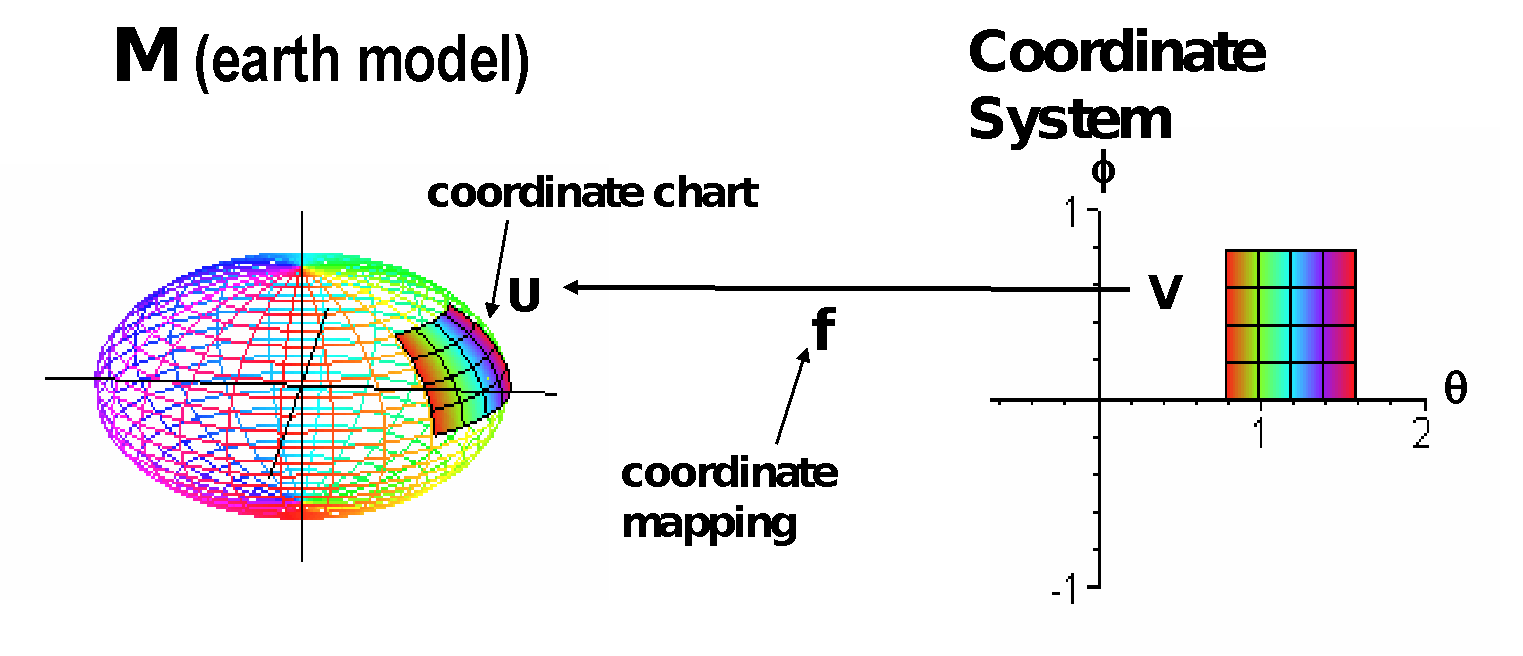 M (earth model)
Coordinate
System
ϕ
coordinate chart
1
U
V
f
θ
1
2
coordinate
mapping
-1